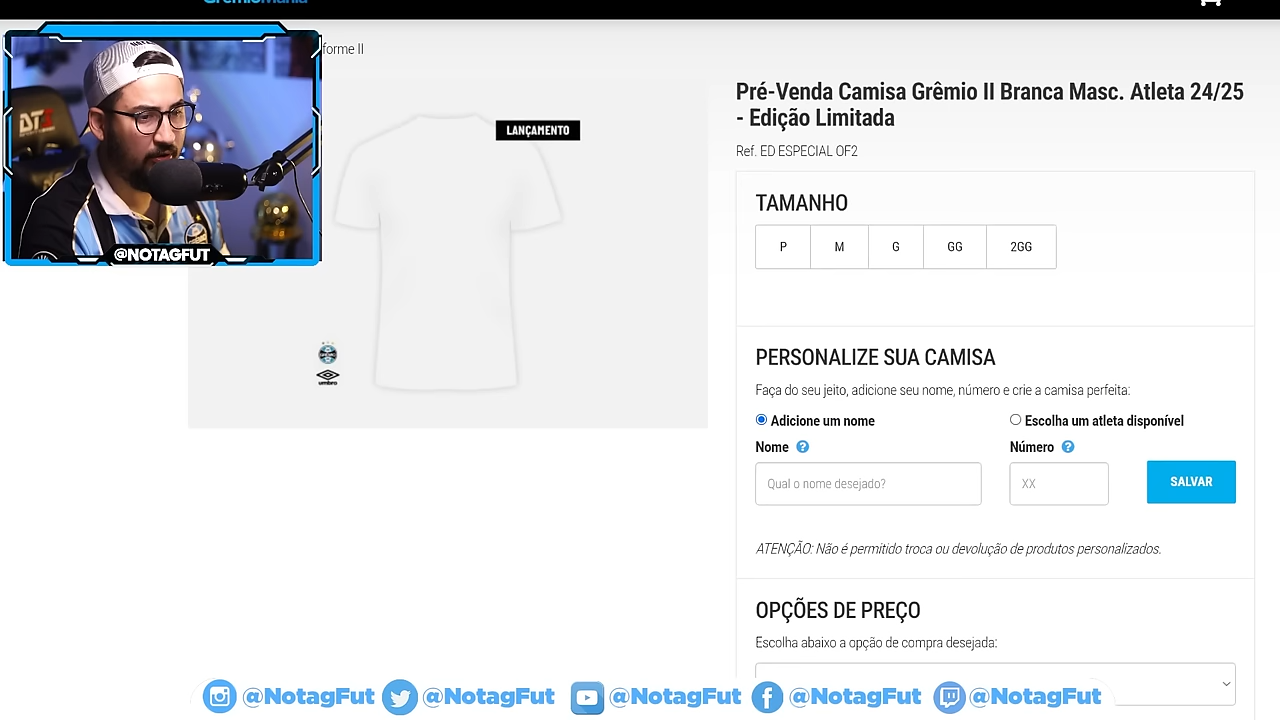 GrêmioMania
forme II
@NOTAGFUT
LANÇAMENTO
umbro
Pré-Venda Camisa Grêmio II Branca Masc. Atleta 24/25
- Edição Limitada
Ref. ED ESPECIAL OF2
TAMANHO
P M G GG 2GG
PERSONALIZE SUA CAMISA
Faça do seu jeito, adicione seu nome, número e crie a camisa perfeita:
Adicione um nome Escolha um atleta disponível
Nome ? Número ?
Qual o nome desejado? XX SALVAR
ATENÇÃO: Não é permitido troca ou devolução de produtos personalizados.
OPÇÕES DE PREÇO
Escolha abaixo a opção de compra desejada:
@NotagFut @NotagFut @NotagFut @NotagFut @NotagFut